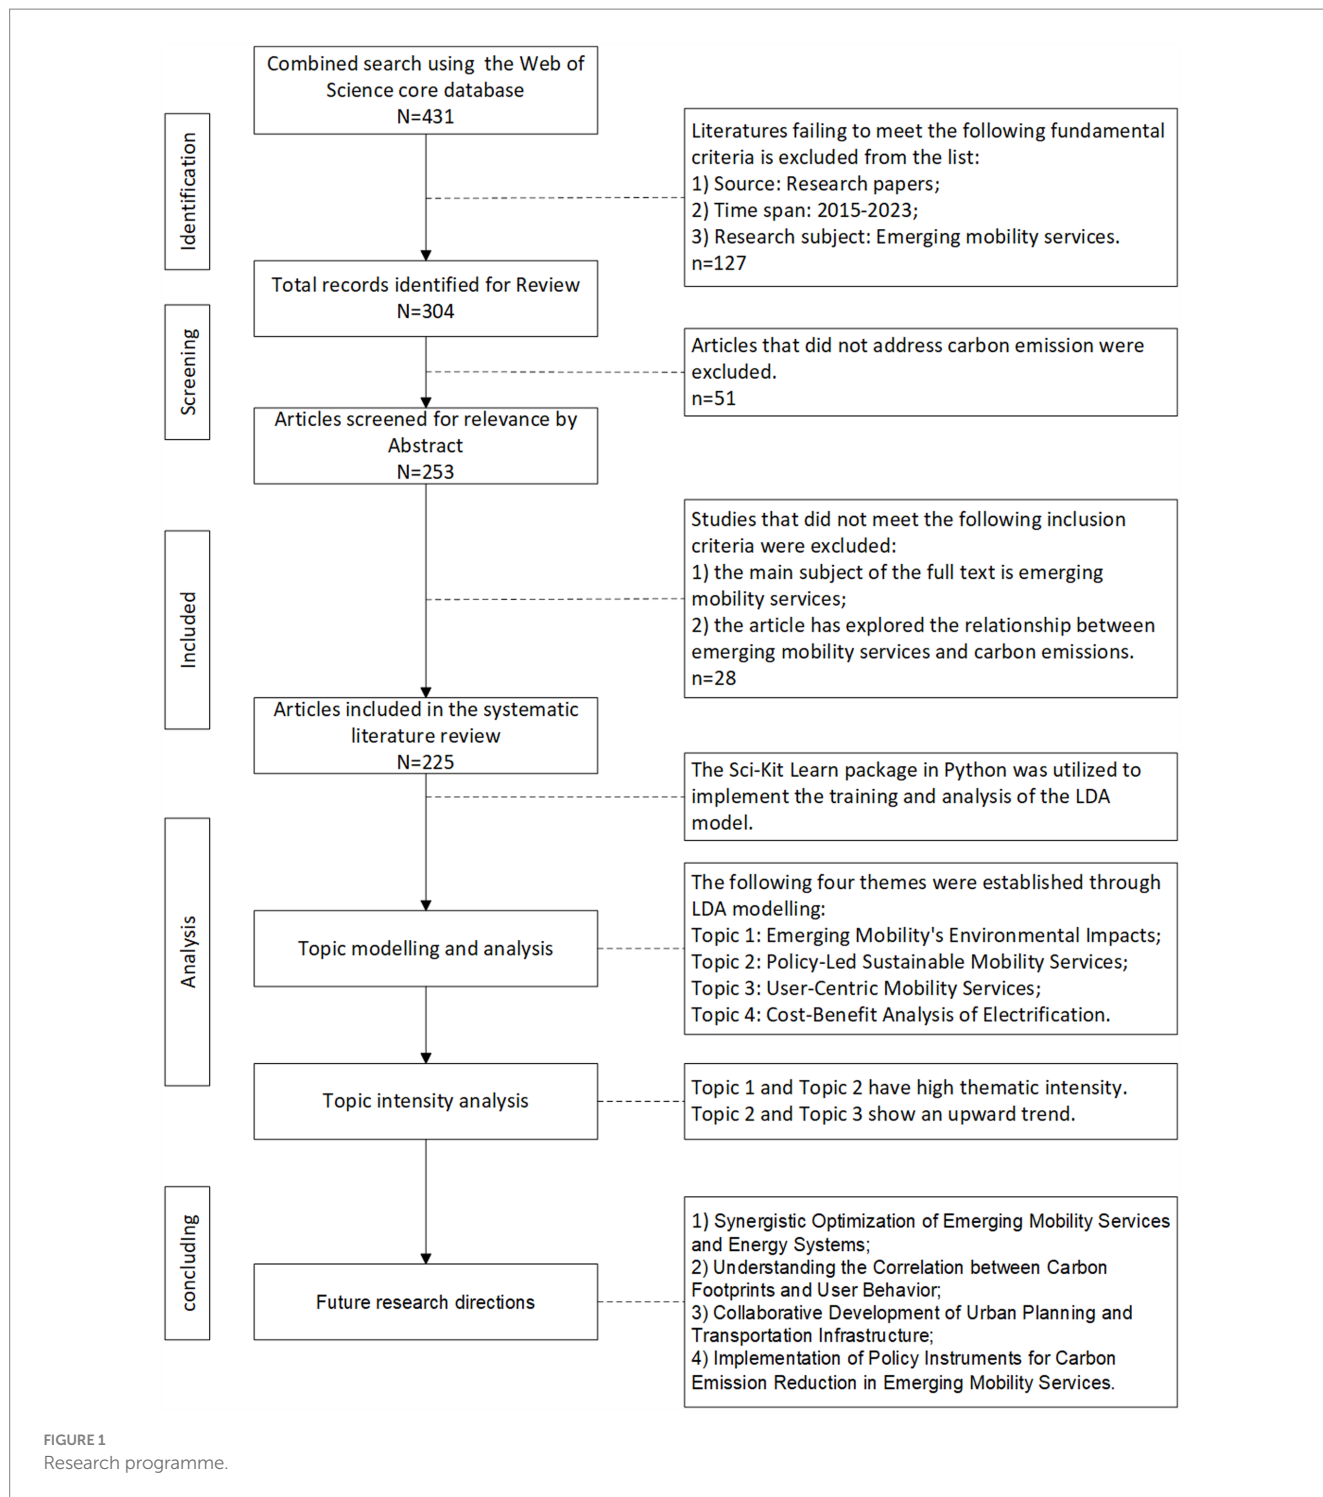 Combined search using the Web of
Science core database
N=431
Identification
Literatures failing to meet the following fundamental
criteria is excluded from the list:
1) Source: Research papers;
2) Time span: 2015-2023;
3) Research subject: Emerging mobility services.
n=127
Total records identified for Review
N=304
Screening
Articles that did not address carbon emission were
excluded.
n=51
Articles screened for relevance by
Abstract
N=253
Included
Studies that did not meet the following inclusion
criteria were excluded:
1) the main subject of the full text is emerging
mobility services;
2) the article has explored the relationship between
emerging mobility services and carbon emissions.
n=28
Articles included in the systematic
literature review
N=225
The Sci-Kit Learn package in Python was utilized to
implement the training and analysis of the LDA
model.
Analysis
Topic modelling and analysis
The following four themes were established through
LDA modelling:
Topic 1: Emerging Mobility's Environmental Impacts;
Topic 2: Policy-Led Sustainable Mobility Services;
Topic 3: User-Centric Mobility Services;
Topic 4: Cost-Benefit Analysis of Electrification.
Topic intensity analysis
Topic 1 and Topic 2 have high thematic intensity.
Topic 2 and Topic 3 show an upward trend.
concludIng
Future research directions
1) Synergistic Optimization of Emerging Mobility Services
and Energy Systems;
2) Understanding the Correlation between Carbon
Footprints and User Behavior;
3) Collaborative Development of Urban Planning and
Transportation Infrastructure;
4) Implementation of Policy Instruments for Carbon
Emission Reduction in Emerging Mobility Services.
FIGURE 1
Research programme.